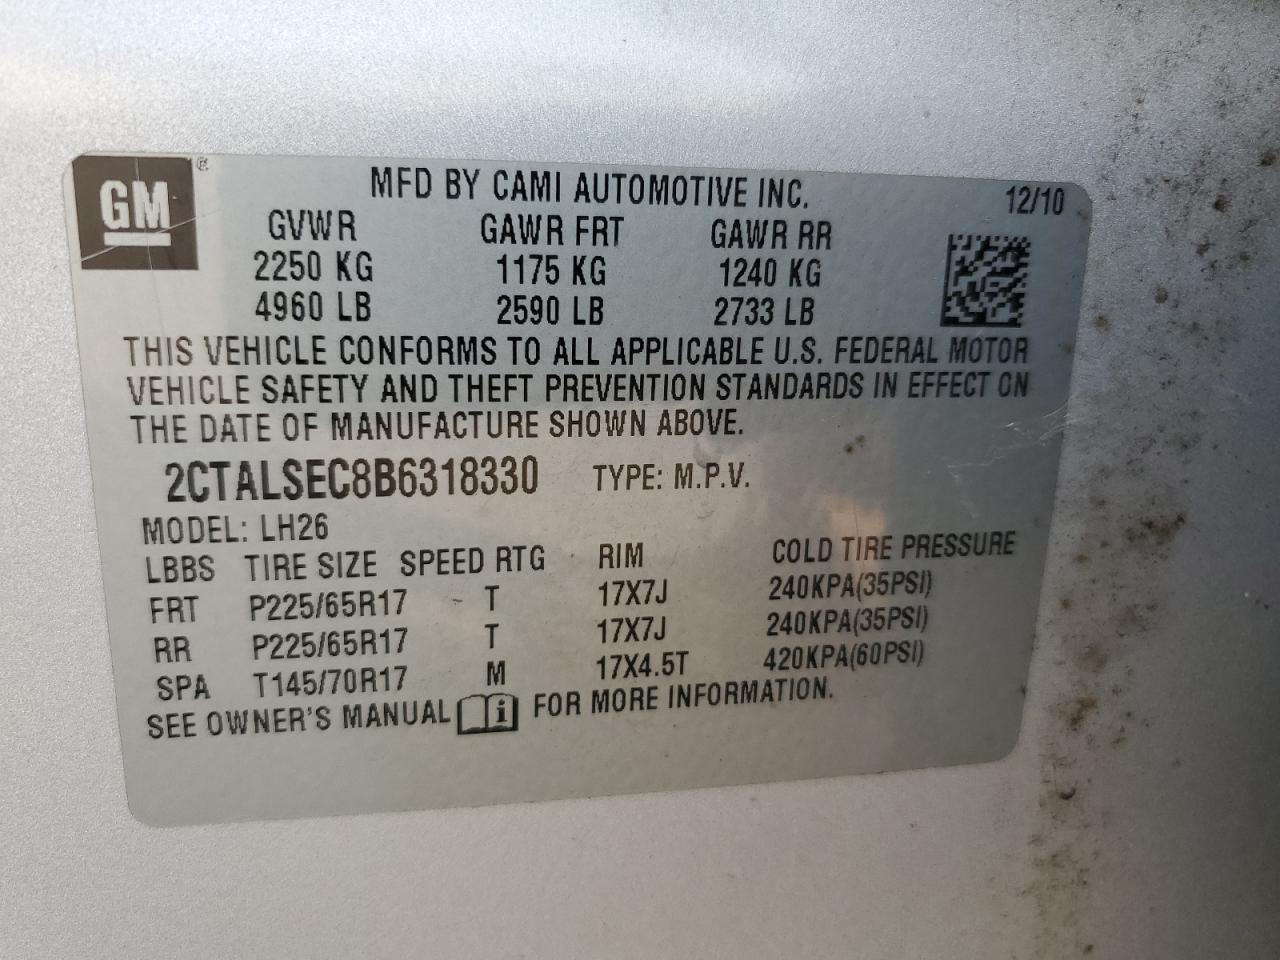 GM ®
MFD BY CAMI AUTOMOTIVE INC. 12/10
GVWR GAWR FRT GAWR RR
2250 KG 1175 KG 1240 KG
4960 LB 2590 LB 2733 LB
THIS VEHICLE CONFORMS TO ALL APPLICABLE U.S. FEDERAL MOTOR
VEHICLE SAFETY AND THEFT PREVENTION STANDARDS IN EFFECT ON
THE DATE OF MANUFACTURE SHOWN ABOVE.
2CTALSEC8B6318330 TYPE: M.P.V.
MODEL: LH26
LBBS TIRE SIZE SPEED RTG RIM COLD TIRE PRESSURE
FRT P225/65R17 T 17X7J 240KPA(35PSI)
RR P225/65R17 T 17X7J 240KPA(35PSI)
SPA T145/70R17 M 17X4.5T 420KPA(60PSI)
SEE OWNER'S MANUAL i FOR MORE INFORMATION.